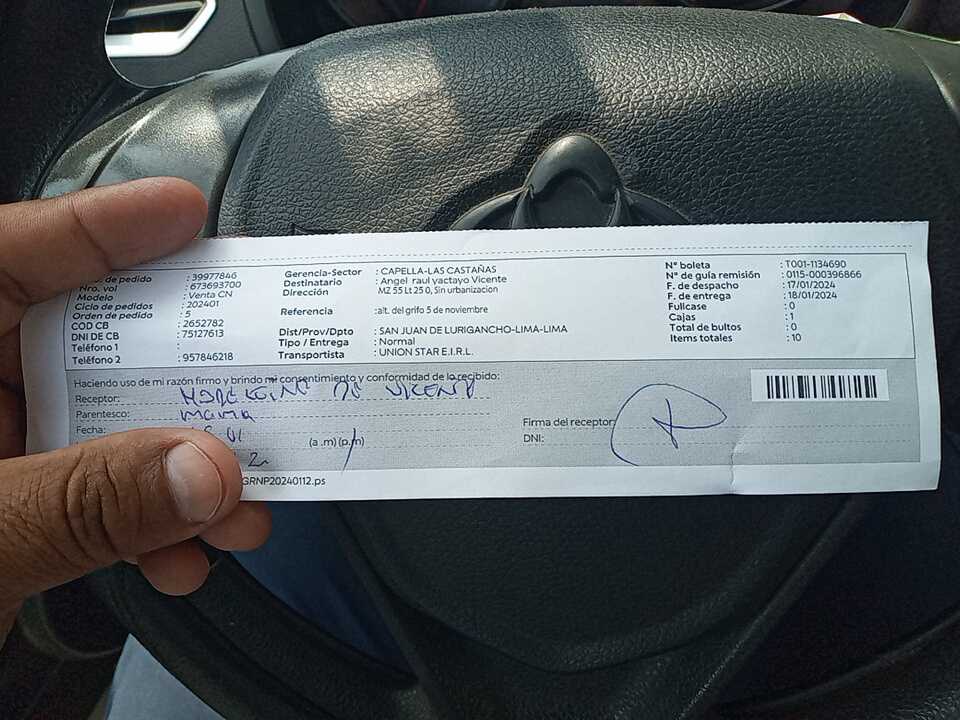 de pedido : 39977846
Nro. vol : 673693700
Modelo : Venta CN
Ciclo de pedidos : 202401
Orden de pedido : 5
COD CB : 2652782
DNI DE CB : 75127613
Teléfono 1 :
Teléfono 2 : 957846218
Gerencia-Sector : CAPELLA-LAS CASTAÑAS
Destinatario : Angel raul yactayo Vicente
Dirección MZ 55 Lt 25 0, Sin urbanizacion
Referencia :alt. del grifo 5 de noviembre
Dist/Prov/Dpto : SAN JUAN DE LURIGANCHO-LIMA-LIMA
Tipo / Entrega : Normal
Transportista : UNION STAR E.I.R.L.
N° boleta : T001-1134690
N° de guía remisión : 0115-000396866
F. de despacho : 17/01/2024
F. de entrega : 18/01/2024
Fullcase : 0
Cajas : 1
Total de bultos : 0
Items totales : 10
Haciendo uso de mi razón firmo y brindo mi consentimiento y conformidad de lo recibido:
Receptor: VICENTE
Parentesco: mama
Fecha: 01
(a .m) (p.m)
Firma del receptor:
DNI:
GRNP20240112.ps